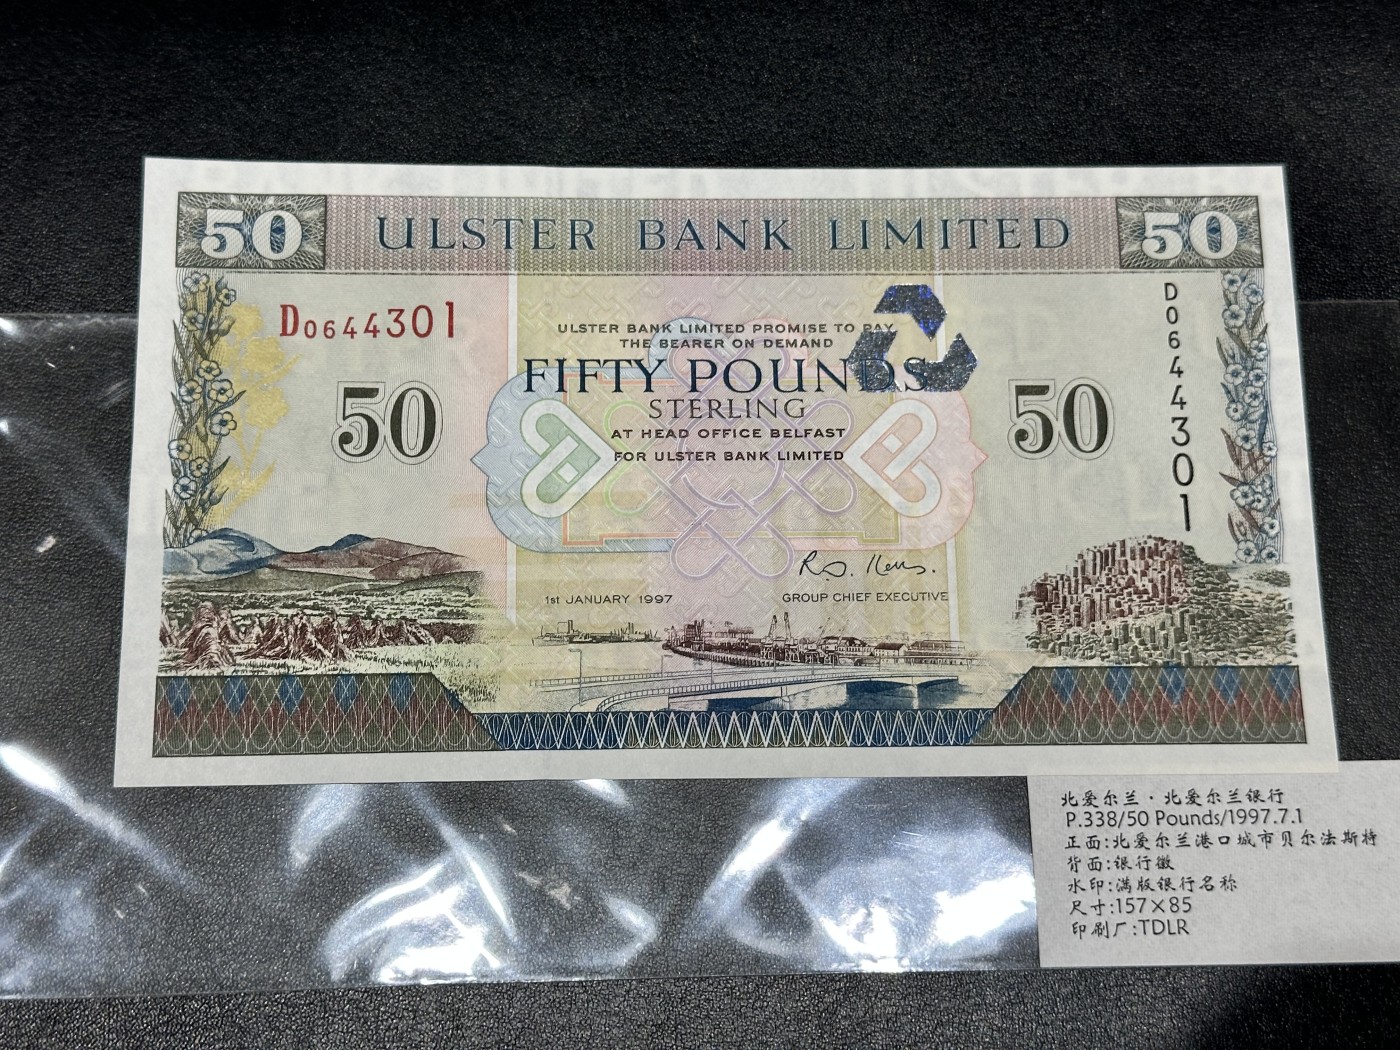 50 ULSTER BANK LIMITED 50
D0644301
D0644301
ULSTER BANK LIMITED PROMISE TO PAY
THE BEARER ON DEMAND
FIFTY POUNDS
STERLING
50
50
AT HEAD OFFICE BELFAST
FOR ULSTER BANK LIMITED
1st JANUARY 1997
GROUP CHIEF EXECUTIVE
北爱尔兰·北爱尔兰银行
P.338/50 Pounds/1997.7.1
正面:北爱尔兰港口城市贝尔法斯特
背面:银行徽
水印:满版银行名称
尺寸:157×85
印刷厂:TDLR